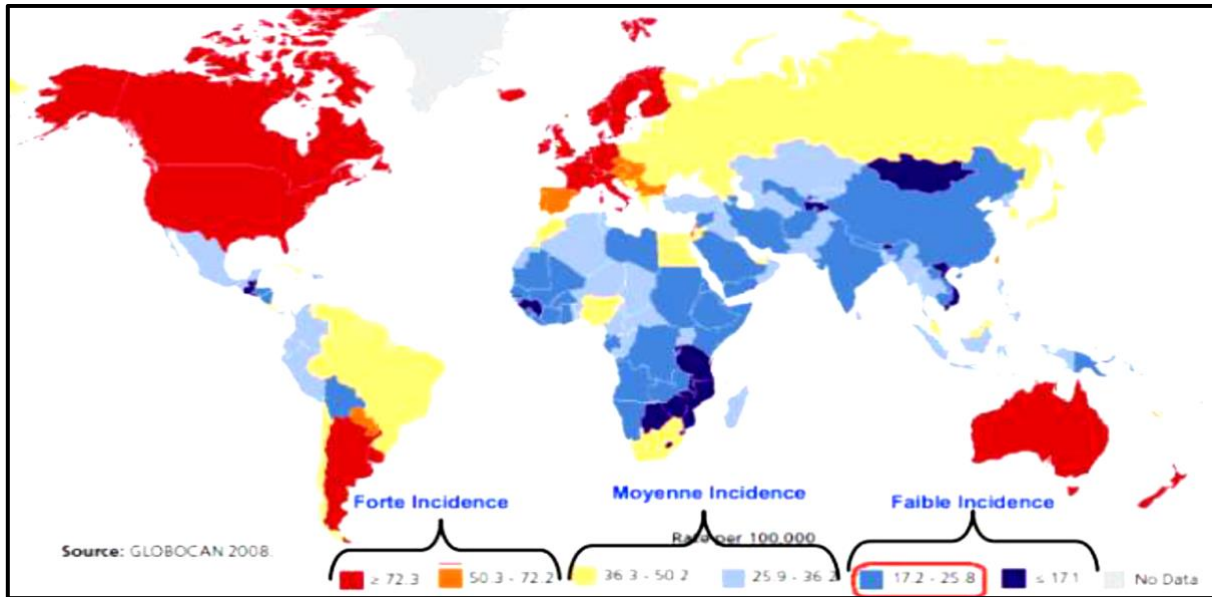 Forte Incidence
Moyenne Incidence
Faible Incidence
Source: GLOBOCAN 2008.
Rate per 100,000
≥ 72.3
50.3 - 72.2
36.3 - 50.2
25.9 - 36.2
17.2 - 25.8
≤ 17.1
No Data